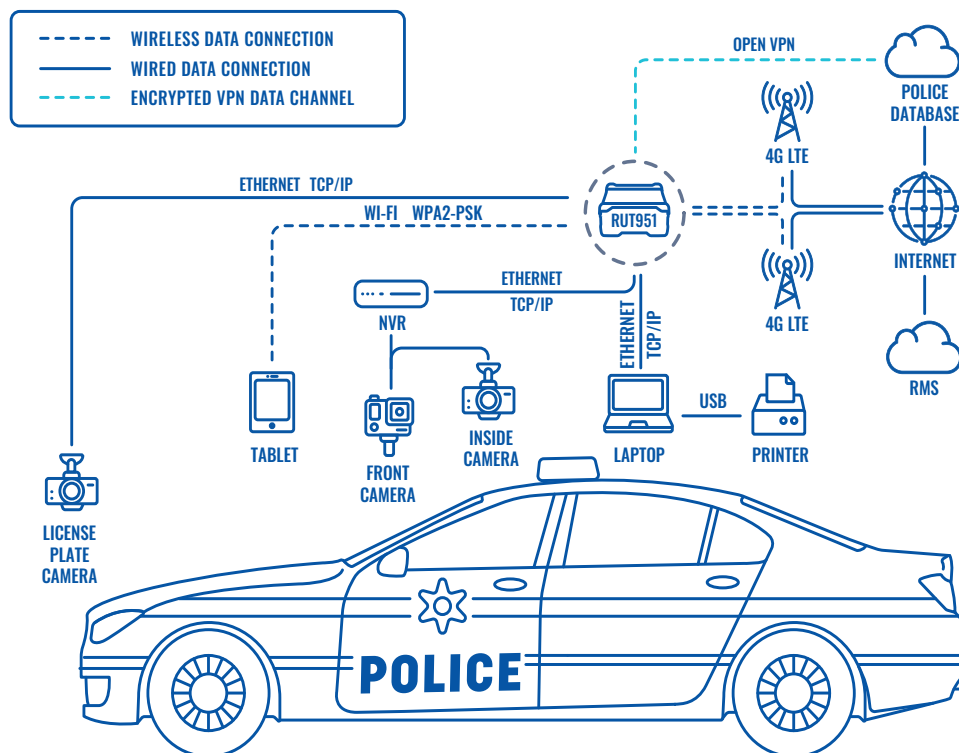 WIRELESS DATA CONNECTION
WIRED DATA CONNECTION
ENCRYPTED VPN DATA CHANNEL
OPEN VPN
POLICE
DATABASE
4G LTE
ETHERNET TCP/IP
WI-FI WPA2-PSK
RUT951
INTERNET
ETHERNET
TCP/IP
NVR
4G LTE
ETHERNET
TCP/IP
RMS
USB
TABLET
FRONT
CAMERA
INSIDE
CAMERA
LAPTOP
PRINTER
LICENSE
PLATE
CAMERA
POLICE